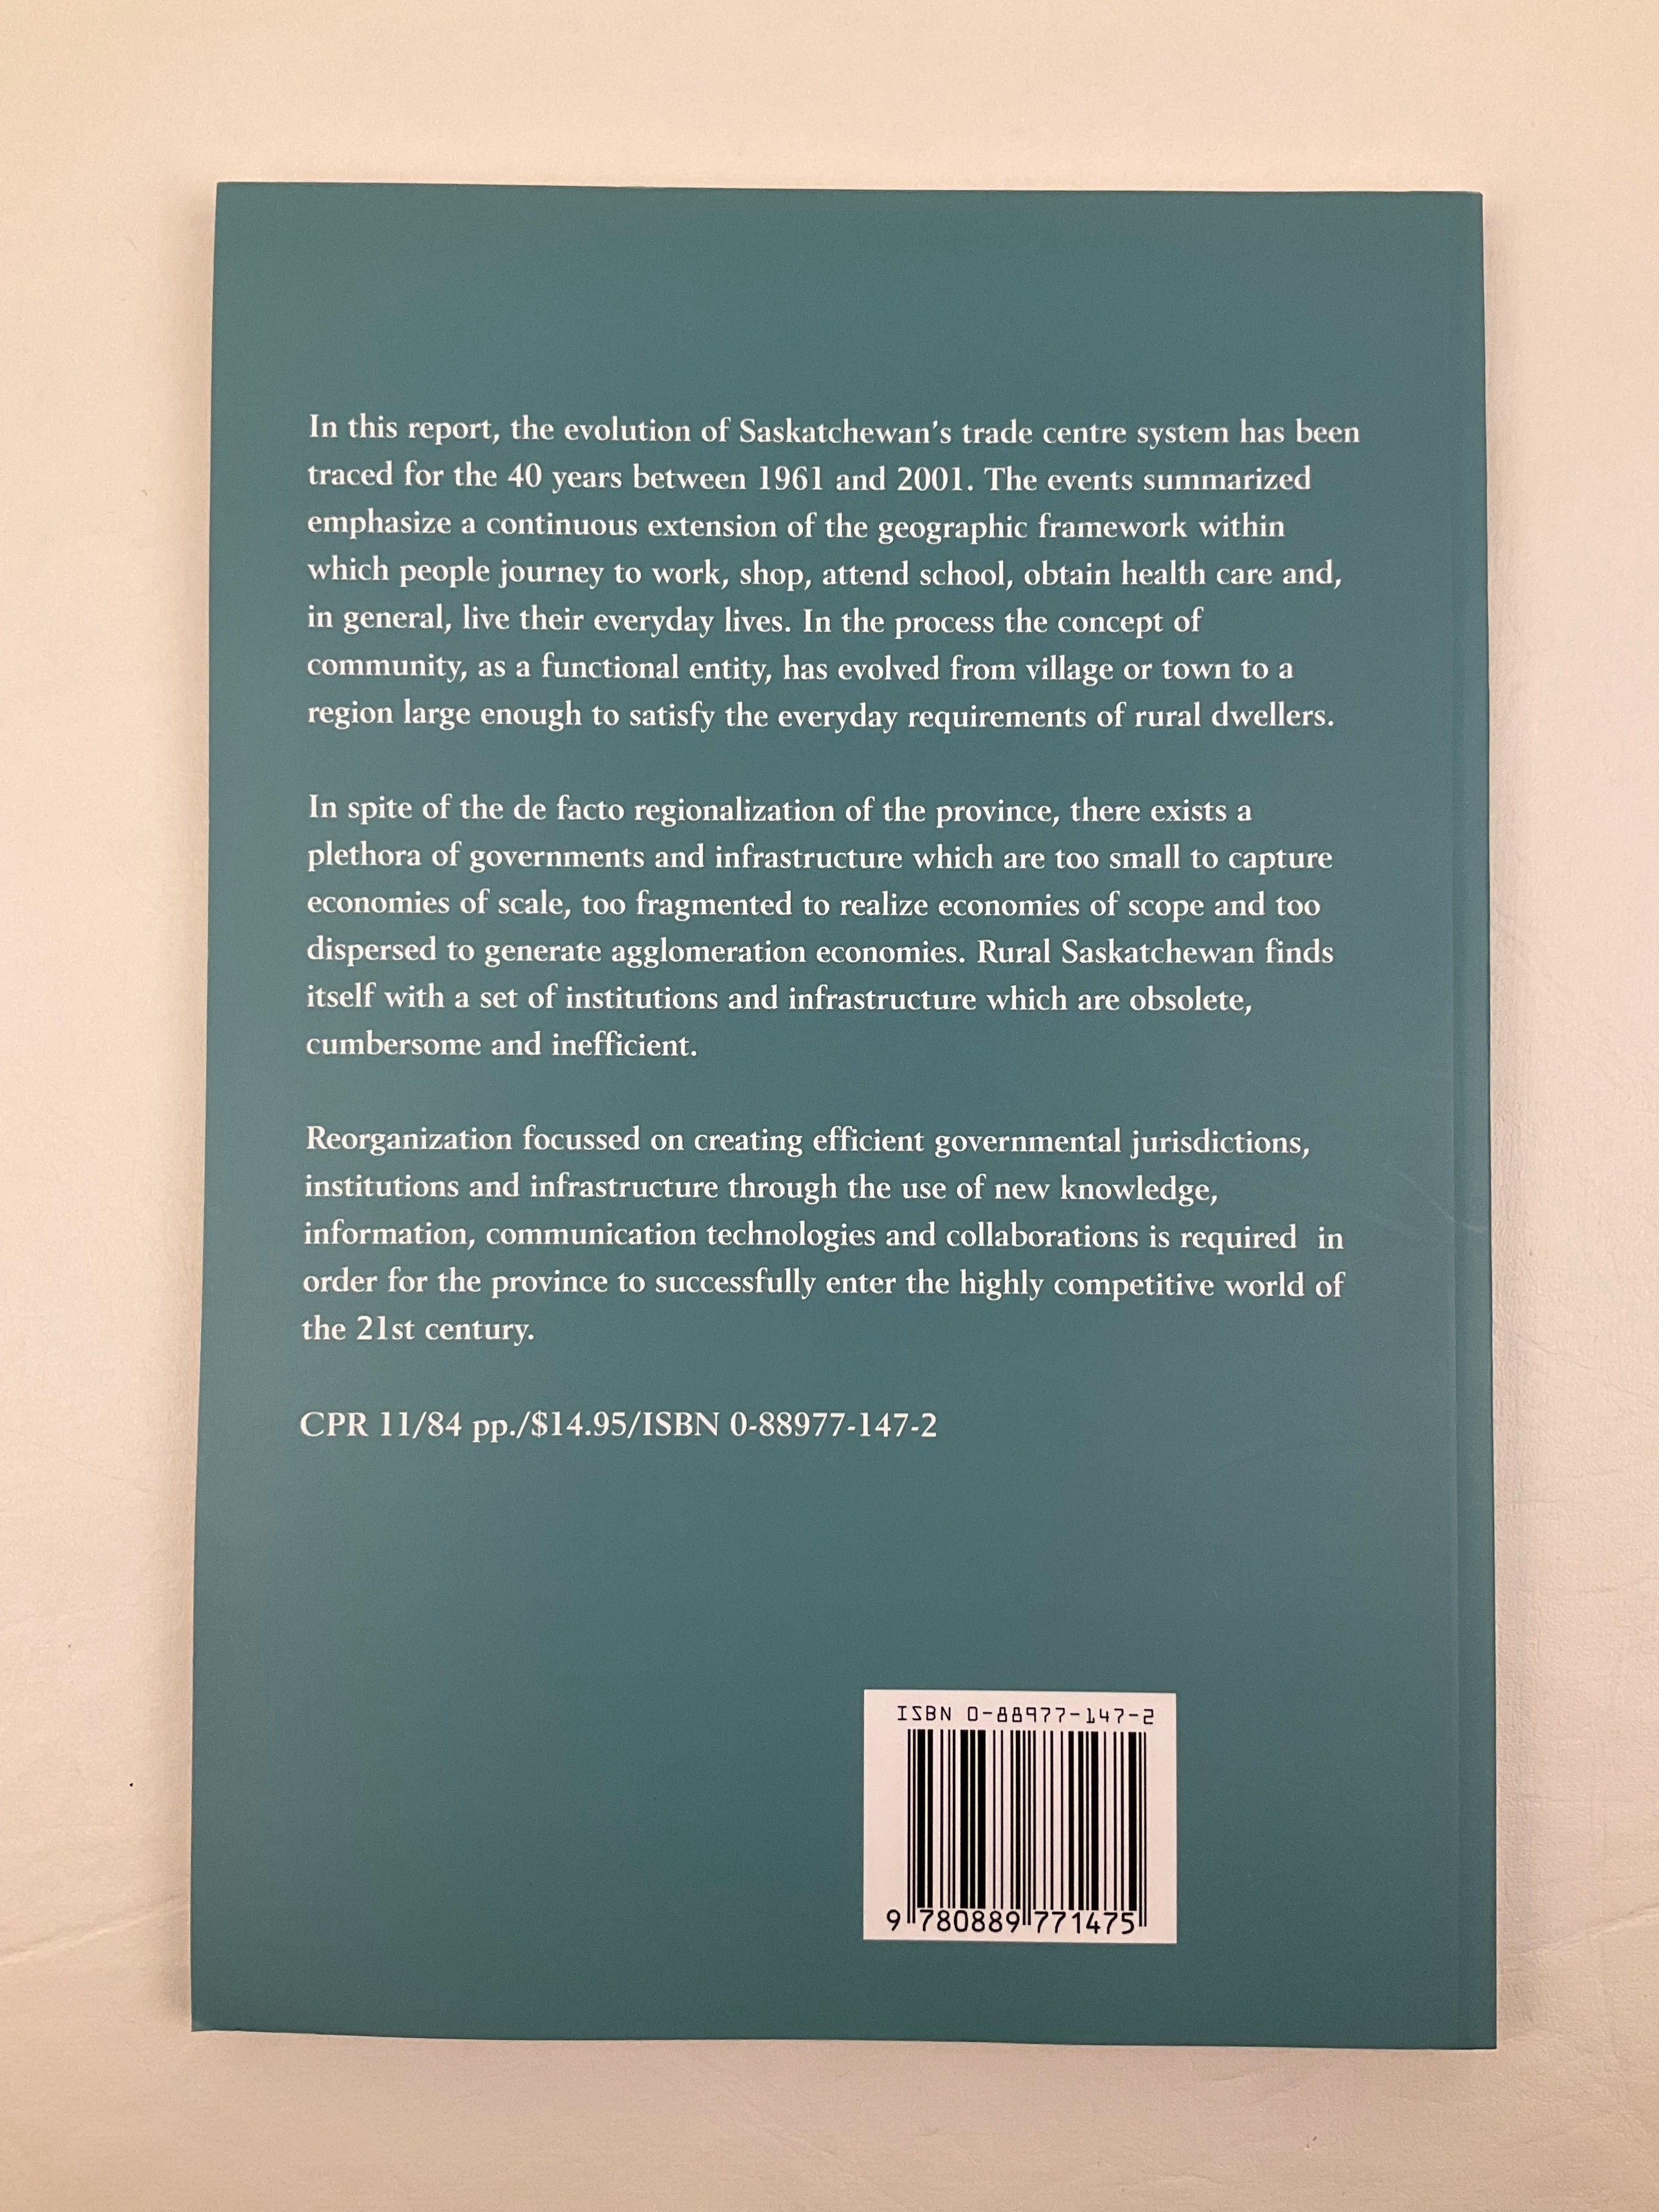 In this report, the evolution of Saskatchewan's trade centre system has been
traced for the 40 years between 1961 and 2001. The events summarized
emphasize a continuous extension of the geographic framework within
which people journey to work, shop, attend school, obtain health care and,
in general, live their everyday lives. In the process the concept of
community, as a functional entity, has evolved from village or town to a
region large enough to satisfy the everyday requirements of rural dwellers.
In spite of the de facto regionalization of the province, there exists a
plethora of governments and infrastructure which are too small to capture
economies of scale, too fragmented to realize economies of scope and too
dispersed to generate agglomeration economies. Rural Saskatchewan finds
itself with a set of institutions and infrastructure which are obsolete,
cumbersome and inefficient.
Reorganization focussed on creating efficient governmental jurisdictions,
institutions and infrastructure through the use of new knowledge,
information, communication technologies and collaborations is required  in
order for the province to successfully enter the highly competitive world of
the 21st century.
CPR 11/84 pp./$14.95/ISBN 0-88977-147-2
ISBN 0-88977-147-2
9 780889 771475